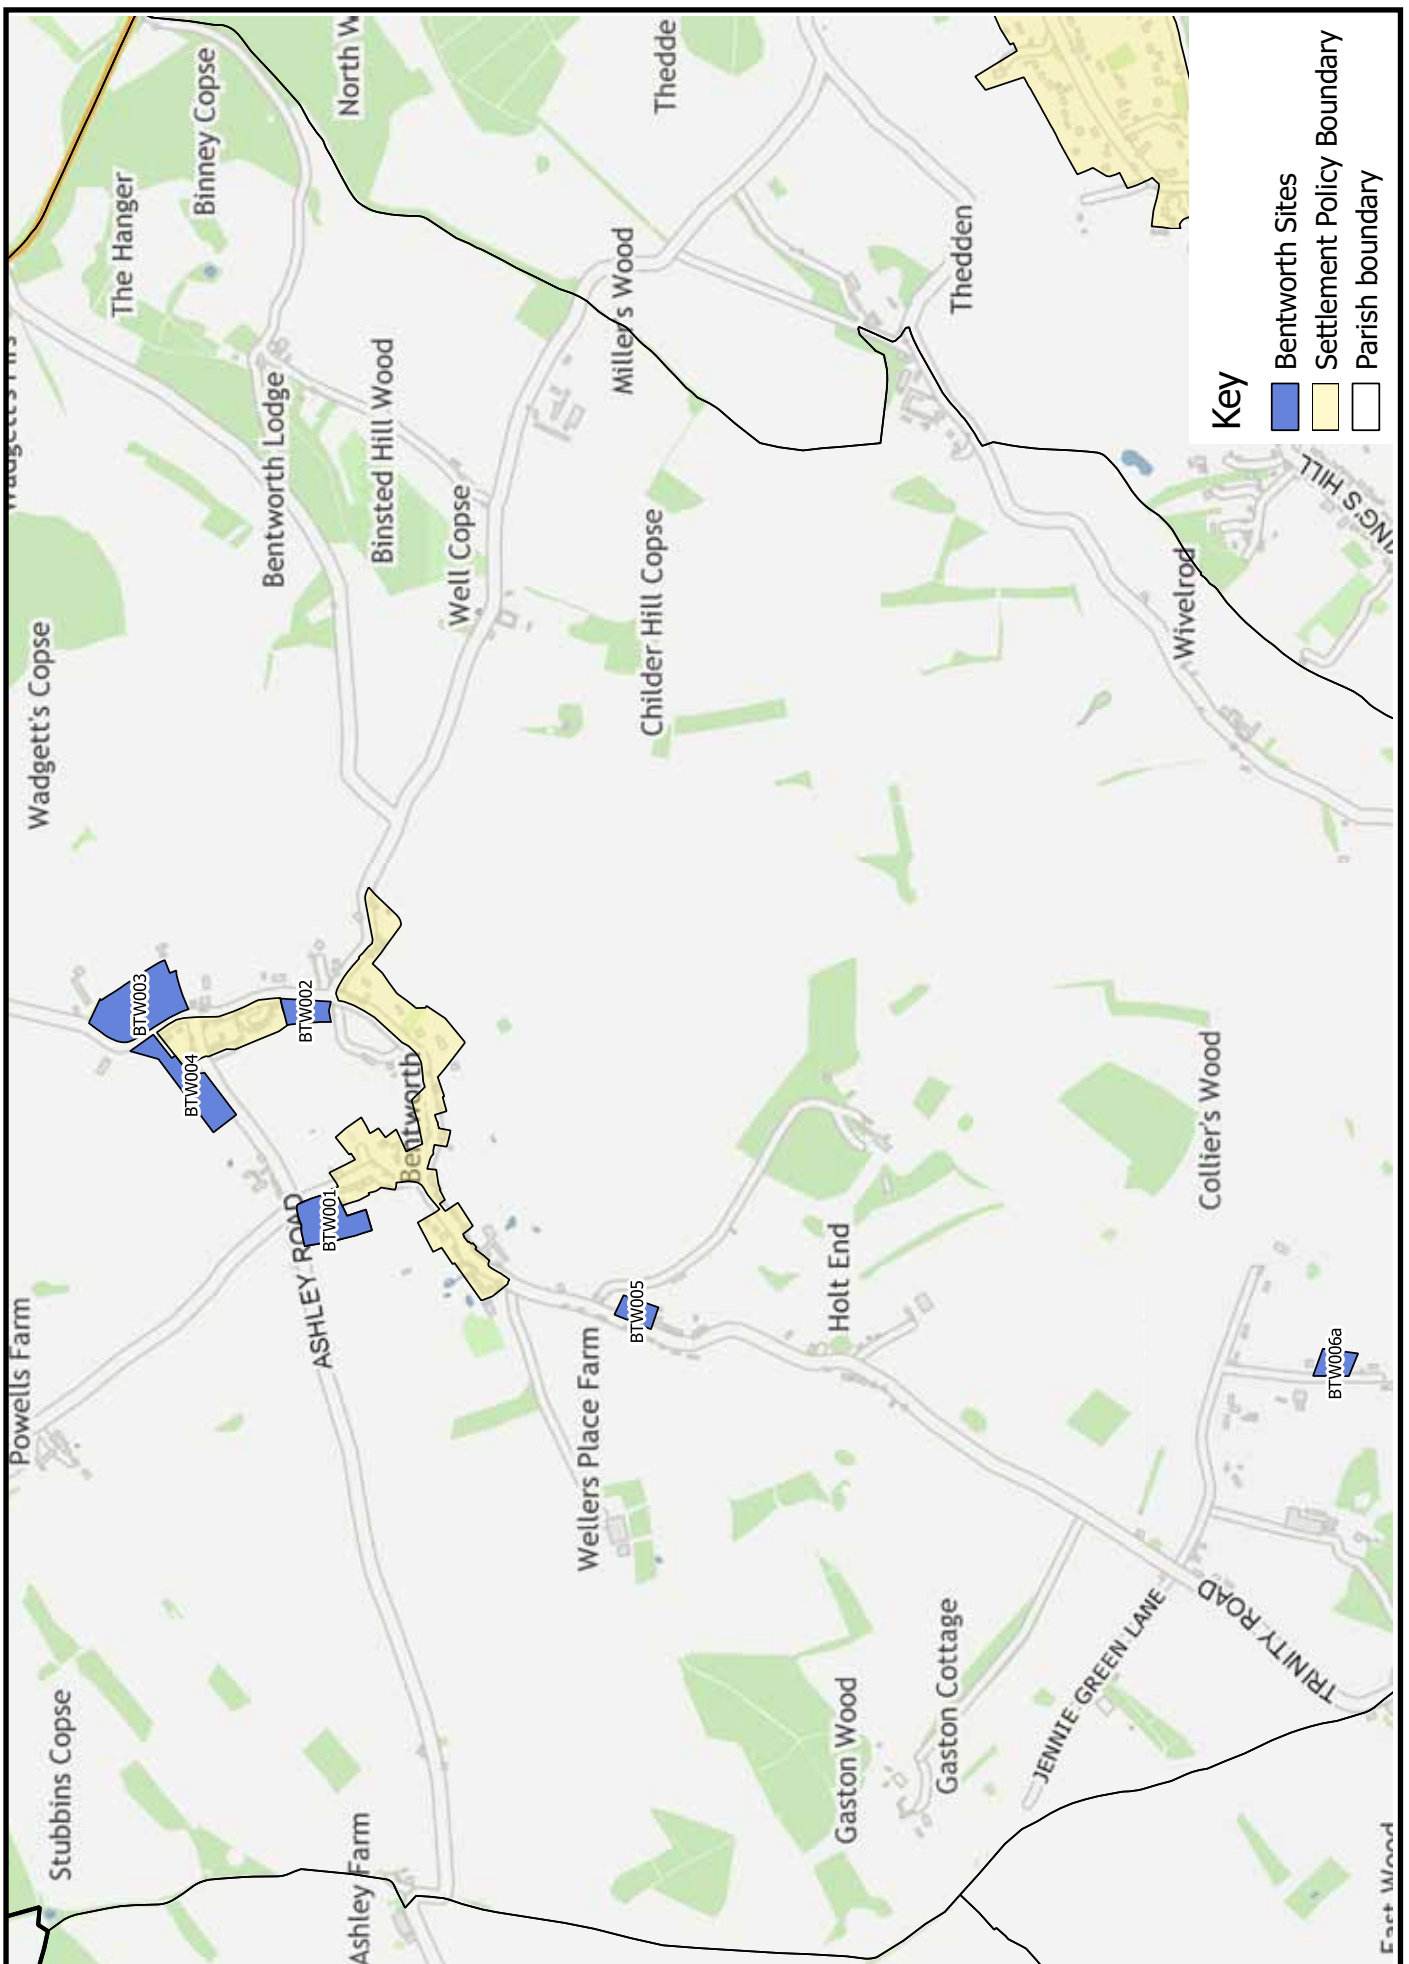 Stubbins Copse
Powells Farm
Wadgett's Copse
The Hanger
Binney Copse
North W
Bentworth Lodge
Binsted Hill Wood
Well Copse
Ashley Farm
ASHLEY ROAD
BTW001
BTW004
BTW003
BTW002
Bentworth
Wellers Place Farm
BTW005
Childer Hill Copse
Miller's Wood
Thedde
Gaston Wood
Holt End
Gaston Cottage
Thedden
JENNIE GREEN LANE
TRINITY ROAD
Collier's Wood
Wivelrod
BTW006a
East Wood
Key
Bentworth Sites
Settlement Policy Boundary
Parish boundary